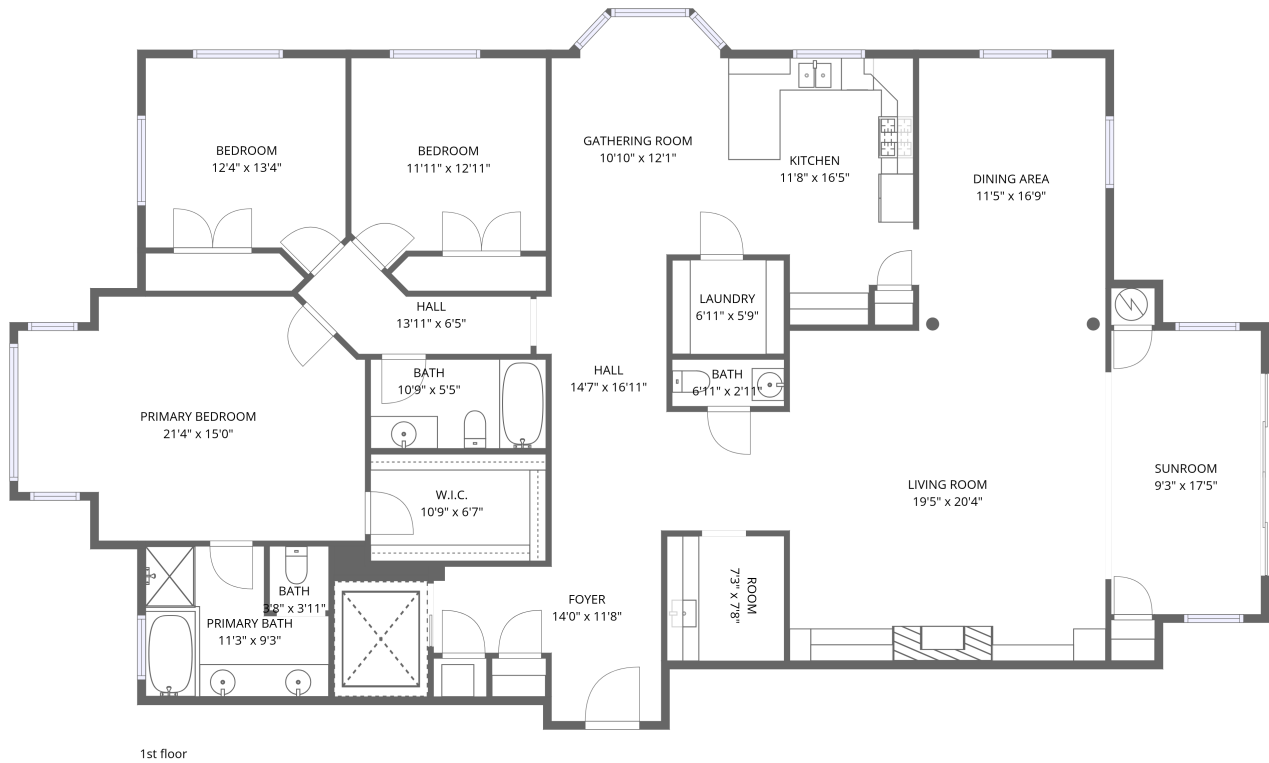 BEDROOM
12'4" x 13'4"
BEDROOM
11'11" x 12'11"
GATHERING ROOM
10'10" x 12'1"
KITCHEN
11'8" x 16'5"
DINING AREA
11'5" x 16'9"
HALL
13'11" x 6'5"
LAUNDRY
6'11" x 5'9"
BATH
10'9" x 5'5"
HALL
14'7" x 16'11"
BATH
6'11" x 2'11"
PRIMARY BEDROOM
21'4" x 15'0"
W.I.C.
10'9" x 6'7"
LIVING ROOM
19'5" x 20'4"
SUNROOM
9'3" x 17'5"
BATH
3'8" x 3'11"
PRIMARY BATH
11'3" x 9'3"
FOYER
14'0" x 11'8"
ROOM
7'3" x 7'8"
1st floor